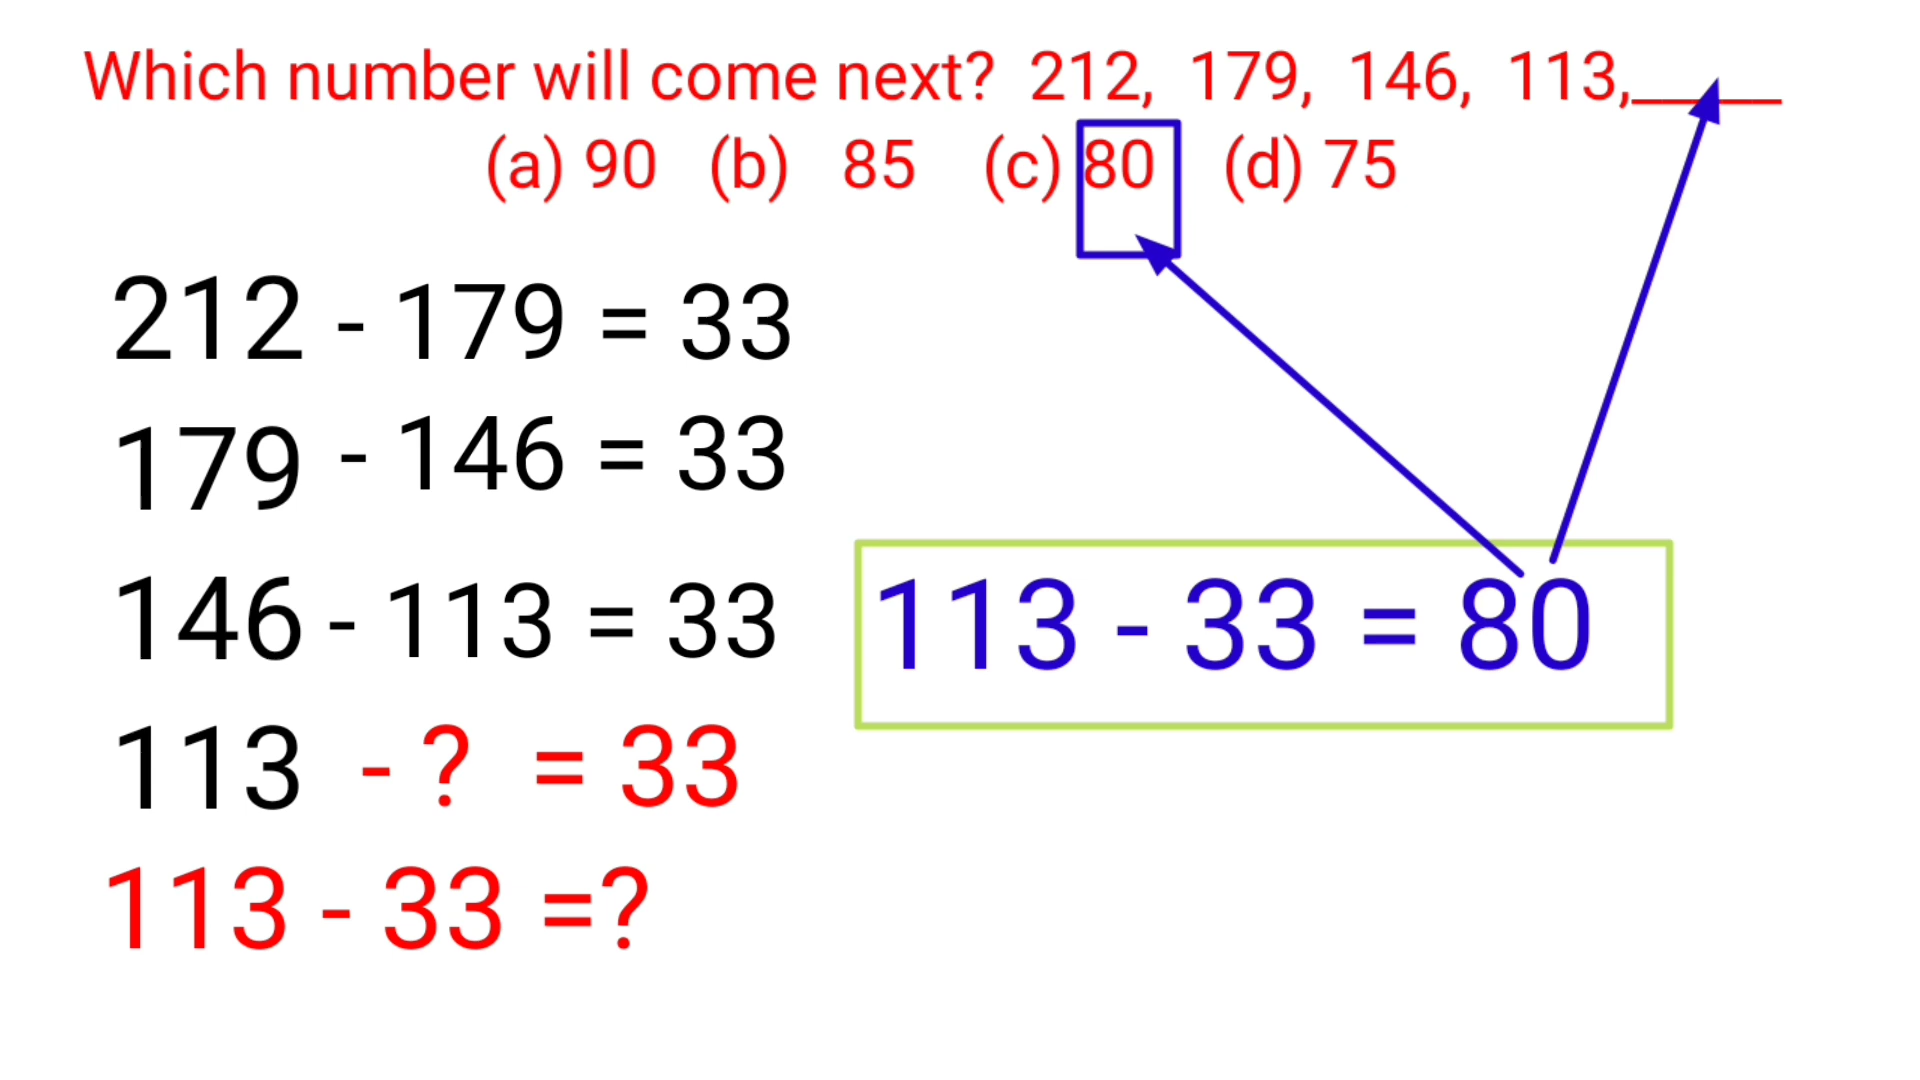 Which number will come next? 212, 179, 146, 113,_____
(a) 90 (b) 85 (c) 80 (d) 75
212 - 179 = 33
179 - 146 = 33
146 - 113 = 33
113 - 33 = 80
113 - ? = 33
113 - 33 =?